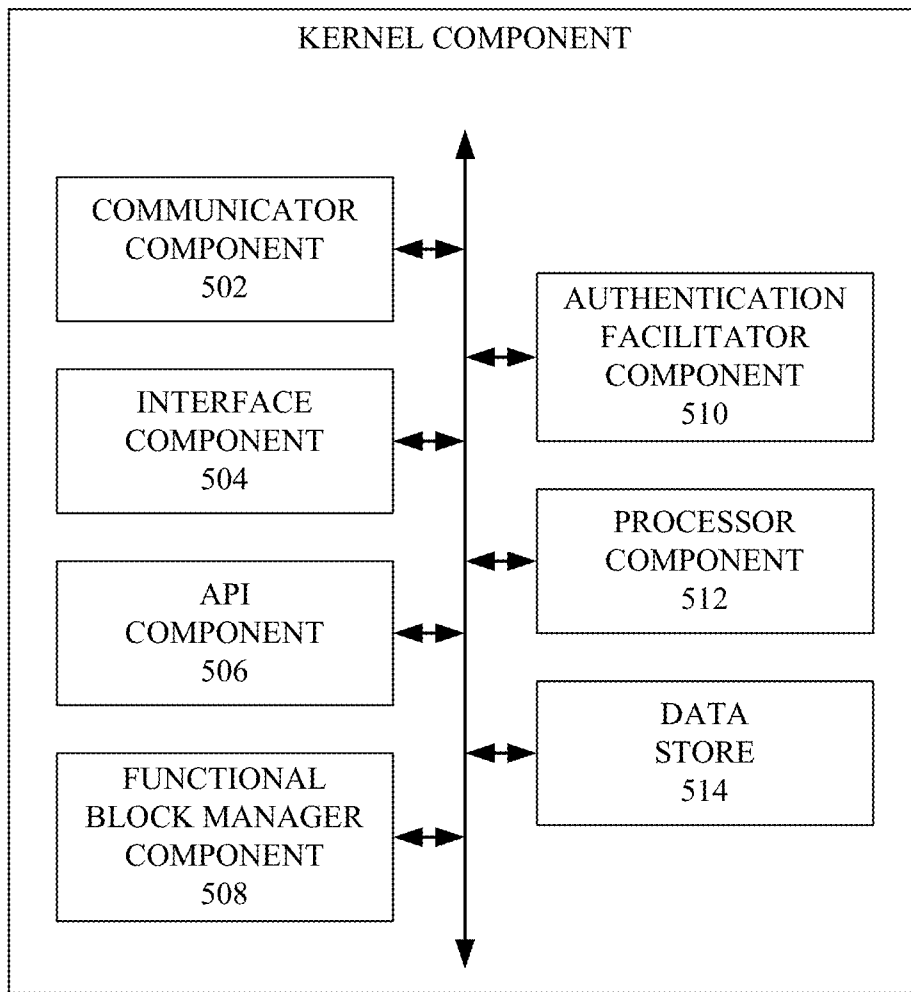 KERNEL COMPONENT
COMMUNICATOR
COMPONENT
502
INTERFACE
COMPONENT
504
API
COMPONENT
506
FUNCTIONAL
BLOCK MANAGER
COMPONENT
508
AUTHENTICATION
FACILITATOR
COMPONENT
510
PROCESSOR
COMPONENT
512
DATA
STORE
514